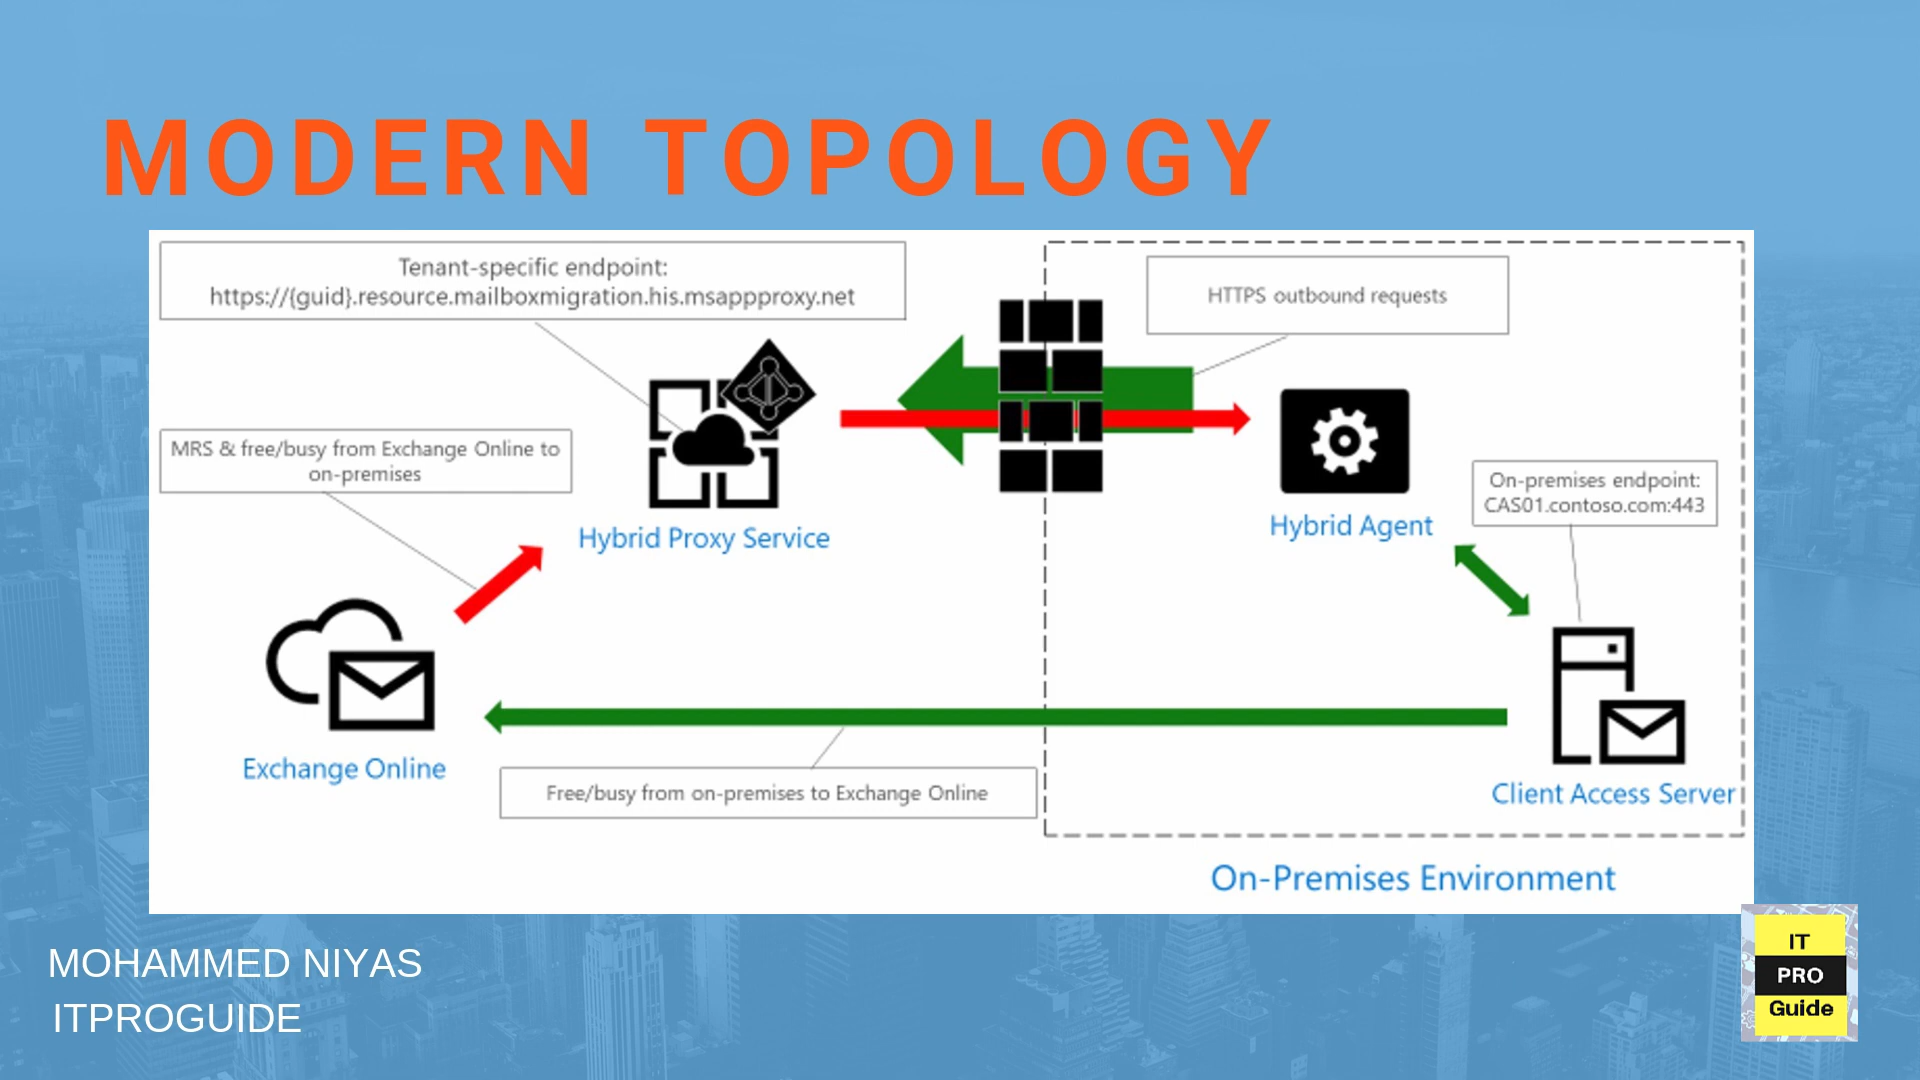 MODERN TOPOLOGY
Tenant-specific endpoint:
https://{guid}.resource.mailboxmigration.his.msappproxy.net
HTTPS outbound requests
MRS & free/busy from Exchange Online to
on-premises
On-premises endpoint:
CAS01.contoso.com:443
Hybrid Proxy Service
Hybrid Agent
Exchange Online
Free/busy from on-premises to Exchange Online
Client Access Server
On-Premises Environment
MOHAMMED NIYAS
ITPROGUIDE
IT
PRO
Guide